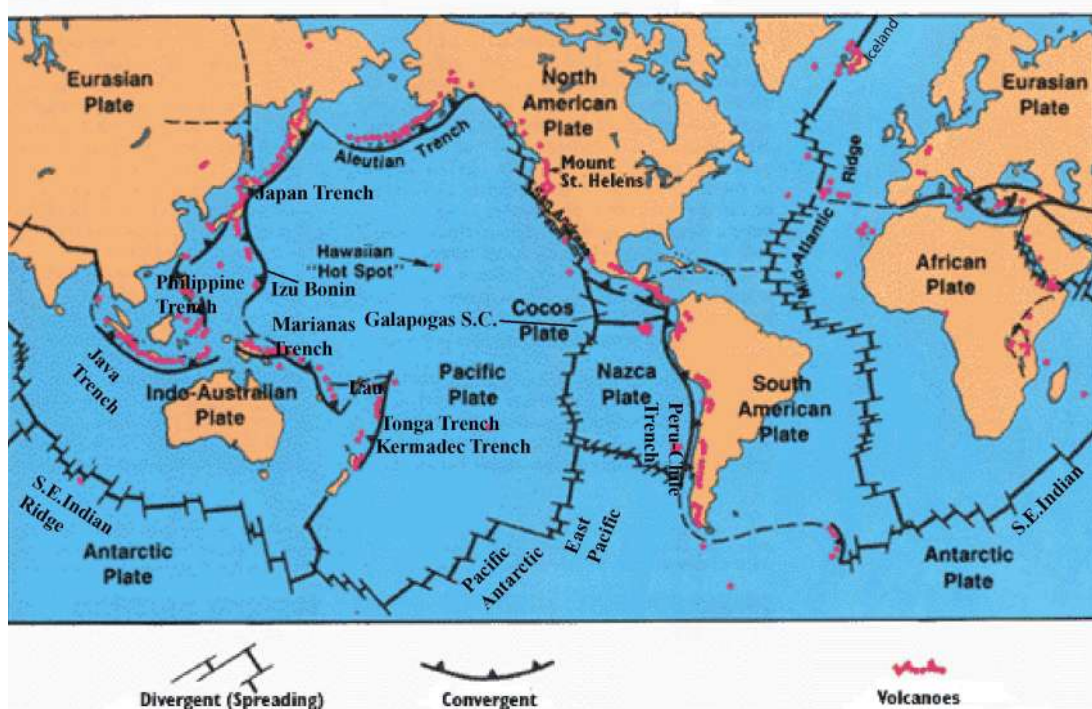 Iceland
Eurasian
Plate
North
American
Plate
Eurasian
Plate
Aleutian Trench
Mount
St. Helens
Ridge
Japan Trench
San Andreas
Mid-Atlantic
Hawaiian
"Hot Spot"
African
Plate
Philippine
Trench
Izu Bonin
Cocos
Plate
Marianas
Trench
Galapogas S.C.
Java
Trench
Indo-Australian
Plate
Lau
Pacific
Plate
Nazca
Plate
South
American
Plate
Peru-Chile
Trench
Tonga Trench
Kermadec Trench
S.E.Indian
Ridge
Antarctic
Plate
Pacific
Antarctic
East
Pacific
S.E.Indian
Antarctic
Plate
Divergent (Spreading)
Convergent
Volcanoes